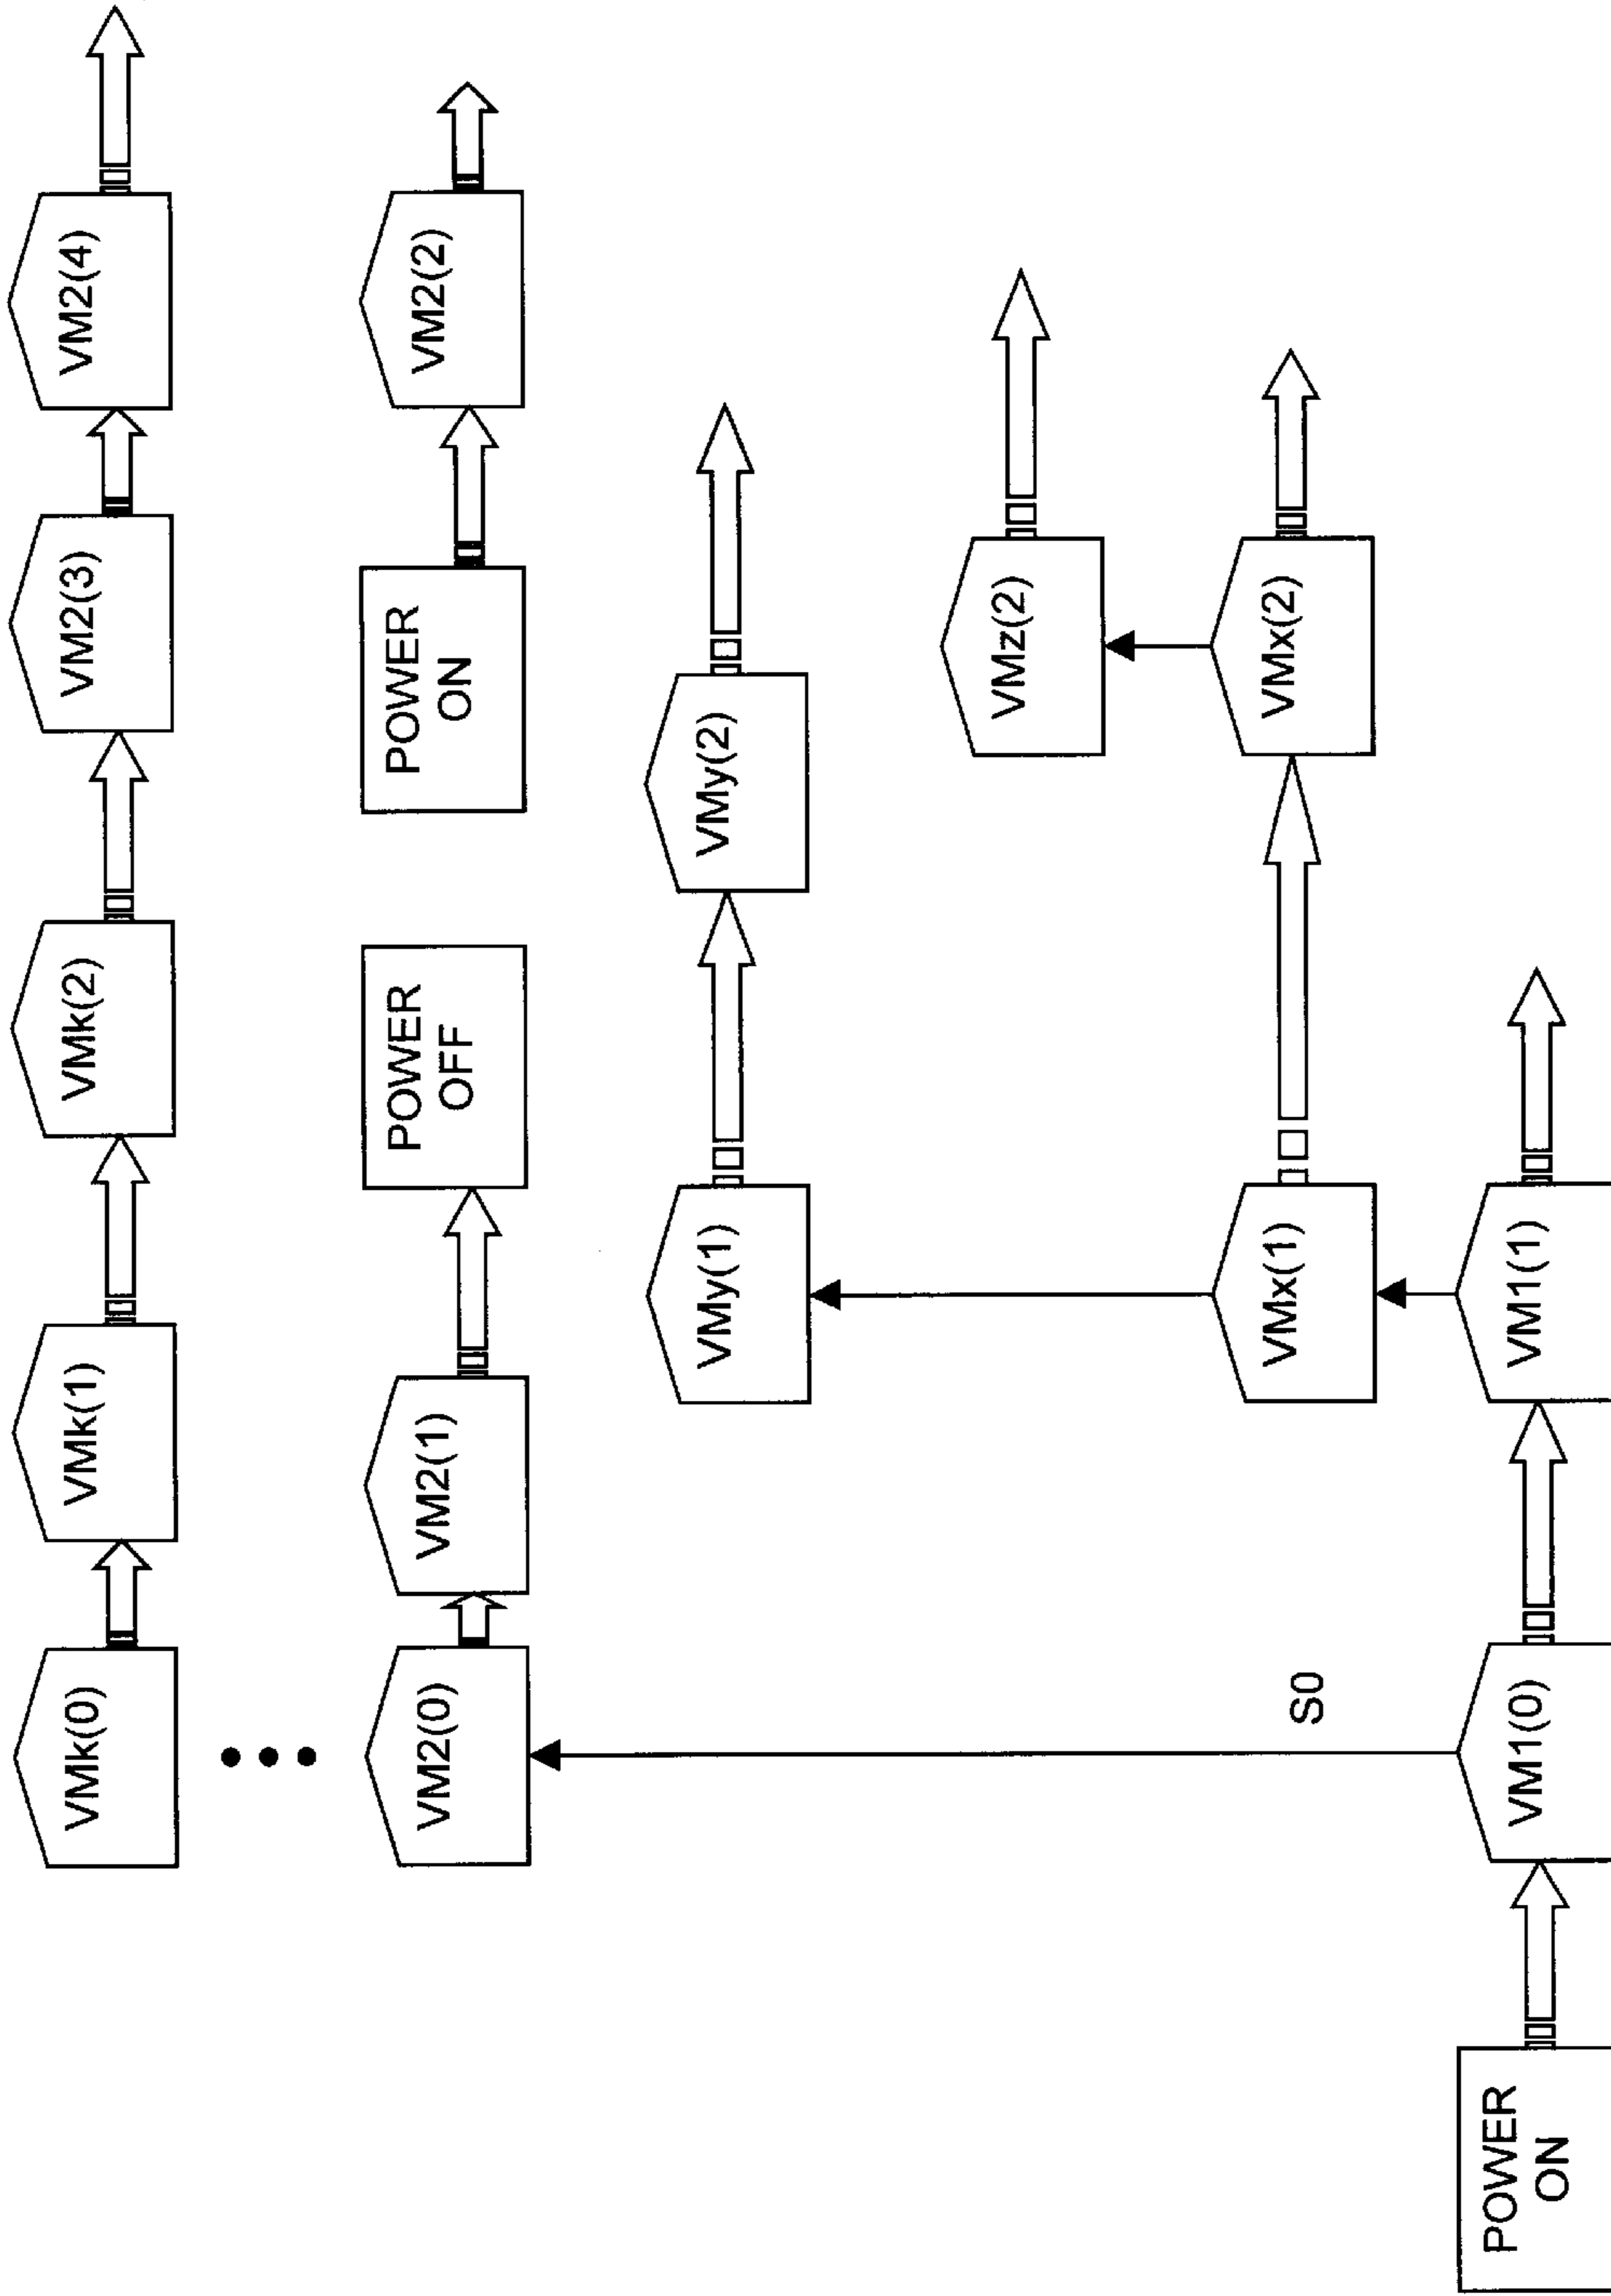 VMk(0)
VMk(1)
VMk(2)
VM2(3)
VM2(4)
VM2(0)
VM2(1)
POWER
OFF
POWER
ON
VM2(2)
VMy(1)
VMy(2)
VMz(2)
VMx(1)
VMx(2)
S0
POWER
ON
VM1(0)
VM1(1)